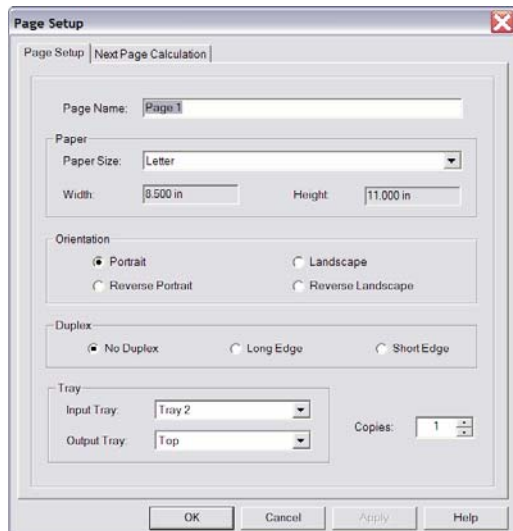 Page Setup
Page Setup Next Page Calculation
Page Name: Page 1
Paper
Paper Size: Letter
Width: 8.500 in Height: 11.000 in
Orientation
Portrait Landscape
Reverse Portrait Reverse Landscape
Duplex
No Duplex Long Edge Short Edge
Tray
Input Tray: Tray 2
Copies: 1
Output Tray: Top
OK Cancel Apply Help